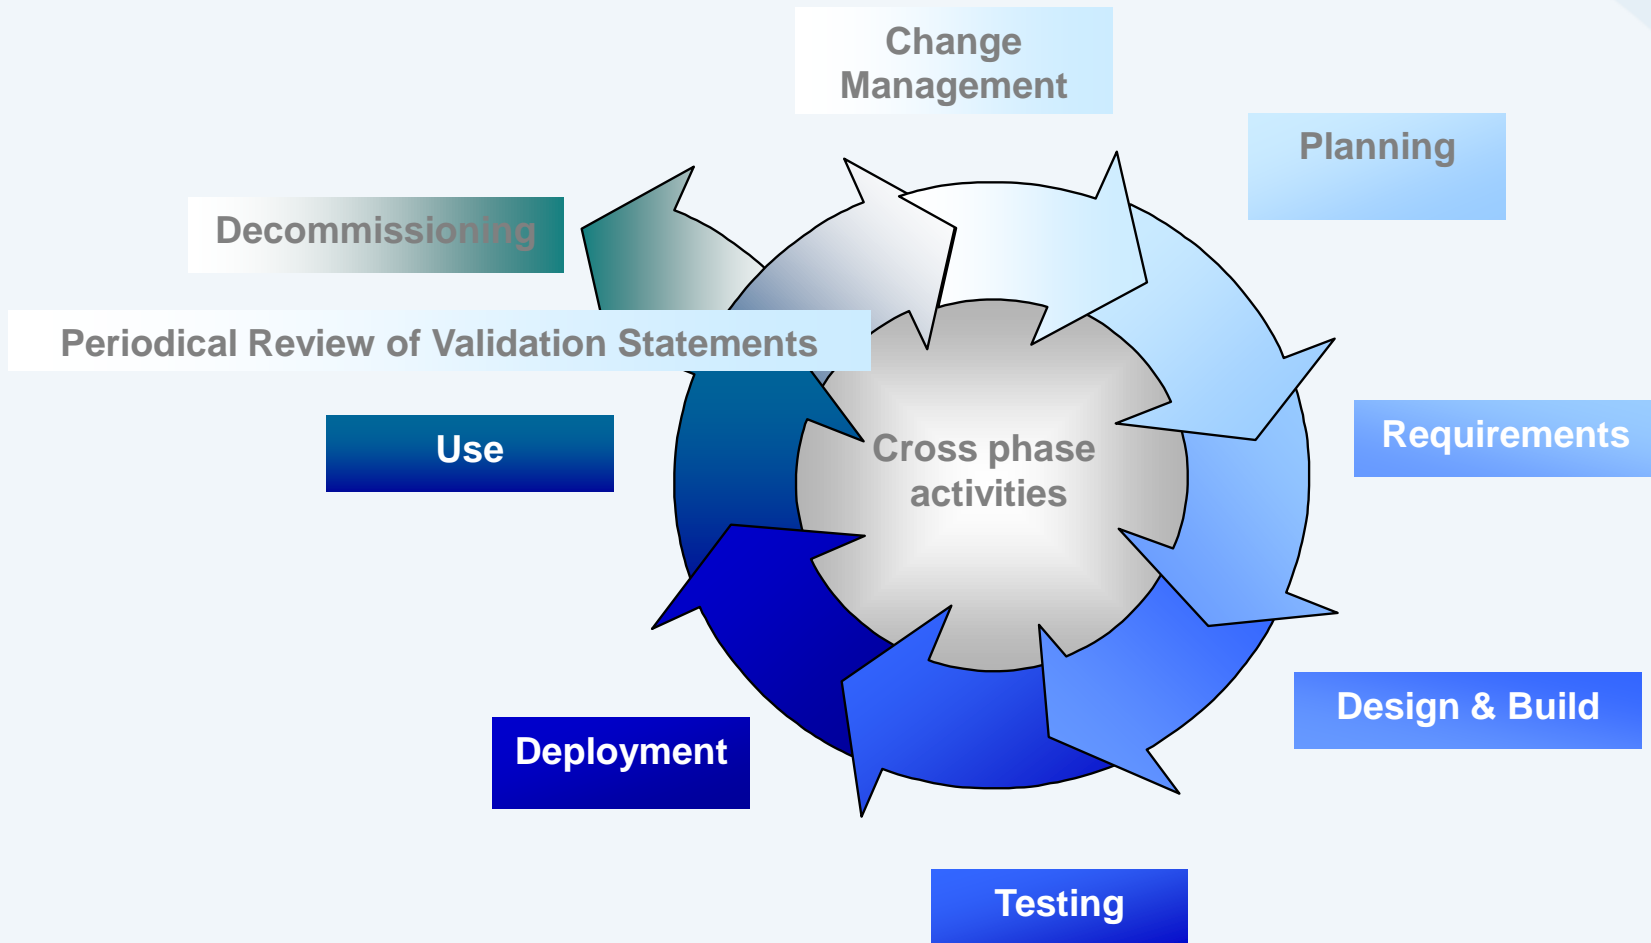 Change
Management
Planning
Decommissioning
Periodical Review of Validation Statements
Requirements
Use
Cross phase
activities
Design & Build
Deployment
Testing